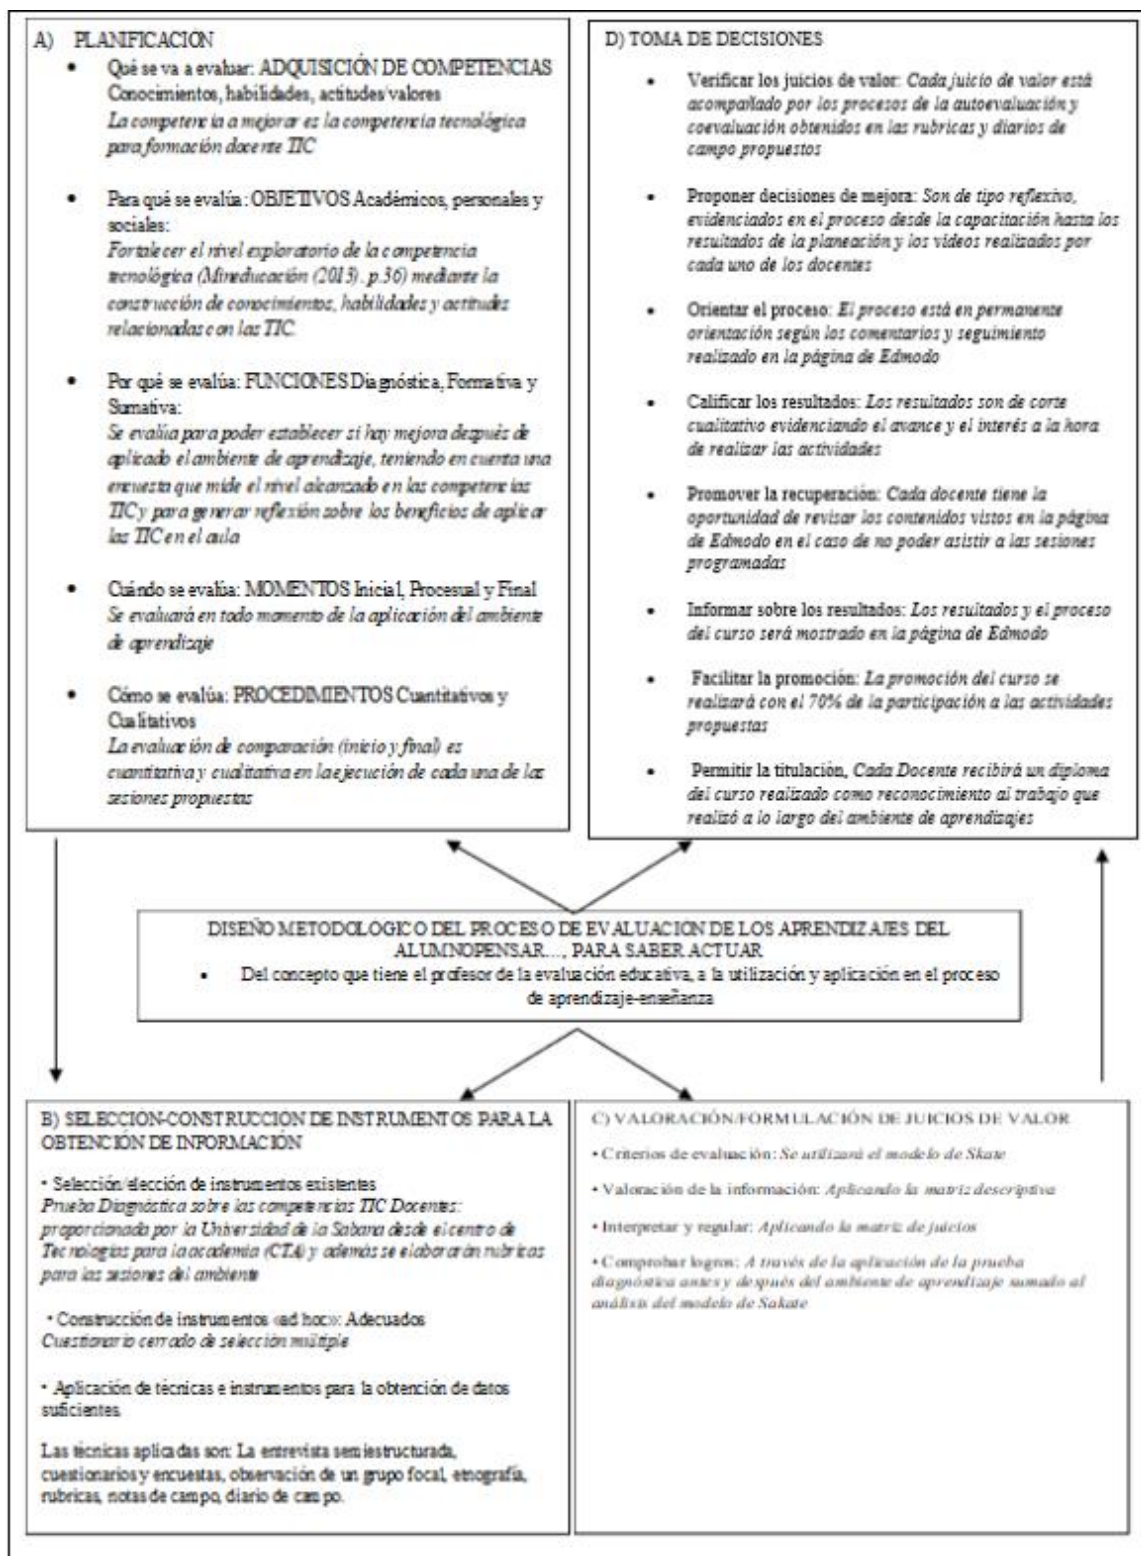 A) PLANIFICACIÓN
• Qué se va a evaluar: ADQUISICIÓN DE COMPETENCIAS
Conocimientos, habilidades, actitudes/valores
La competencia a mejorar es la competencia tecnológica
para formación docente TIC
• Para qué se evalúa: OBJETIVOS Académicos, personales y
sociales:
Fortalecer el nivel exploratorio de la competencia
tecnológica (Mineducación (2013). p.36) mediante la
construcción de conocimientos, habilidades y actitudes
relacionadas con las TIC.
• Por qué se evalúa: FUNCIONES Diagnóstica, Formativa y
Sumativa:
Se evalúa para poder establecer si hay mejora después de
aplicado el ambiente de aprendizaje, teniendo en cuenta una
encuesta que mide el nivel alcanzado en las competencias
TIC y para generar reflexión sobre los beneficios de aplicar
las TIC en el aula
• Cuándo se evalúa: MOMENTOS Inicial, Procesual y Final
Se evaluará en todo momento de la aplicación del ambiente
de aprendizaje
• Cómo se evalúa: PROCEDIMIENTOS Cuantitativos y
Cualitativos
La evaluación de comparación (inicio y final) es
cuantitativa y cualitativa en la ejecución de cada una de las
sesiones propuestas
D) TOMA DE DECISIONES
• Verificar los juicios de valor: Cada juicio de valor está
acompañado por los procesos de la autoevaluación y
coevaluación obtenidos en las rubricas y diarios de
campo propuestos
• Proponer decisiones de mejora: Son de tipo reflexivo,
evidenciados en el proceso desde la capacitación hasta los
resultados de la planeación y los videos realizados por
cada uno de los docentes
• Orientar el proceso: El proceso está en permanente
orientación según los comentarios y seguimiento
realizado en la página de Edmodo
• Calificar los resultados: Los resultados son de corte
cualitativo evidenciando el avance y el interés a la hora
de realizar las actividades
• Promover la recuperación: Cada docente tiene la
oportunidad de revisar los contenidos vistos en la página
de Edmodo en el caso de no poder asistir a las sesiones
programadas
• Informar sobre los resultados: Los resultados y el proceso
del curso será mostrado en la página de Edmodo
• Facilitar la promoción: La promoción del curso se
realizará con el 70% de la participación a las actividades
propuestas
• Permitir la titulación, Cada Docente recibirá un diploma
del curso realizado como reconocimiento al trabajo que
realizó a lo largo del ambiente de aprendizajes
DISEÑO METODOLOGICO DEL PROCESO DE EVALUACIÓN DE LOS APRENDIZAJES DEL
ALUMNOPENSAR..., PARA SABER ACTUAR
• Del concepto que tiene el profesor de la evaluación educativa, a la utilización y aplicación en el proceso
de aprendizaje-enseñanza
B) SELECCIÓN-CONSTRUCCIÓN DE INSTRUMENTOS PARA LA
OBTENCIÓN DE INFORMACIÓN
• Selección/elección de instrumentos existentes
Prueba Diagnóstica sobre las competencias TIC Docentes:
proporcionada por la Universidad de la Sabana desde el centro de
Tecnologías para la academia (CTA) y además se elaborarán rubricas
para las sesiones del ambiente
• Construcción de instrumentos «ad hoc»: Adecuados
Cuestionario cerrado de selección múltiple
• Aplicación de técnicas e instrumentos para la obtención de datos
suficientes.
Las técnicas aplicadas son: La entrevista semiestructurada,
cuestionarios y encuestas, observación de un grupo focal, etnografía,
rubricas, notas de campo, diario de campo.
C) VALORACIÓN/FORMULACIÓN DE JUICIOS DE VALOR
• Criterios de evaluación: Se utilizará el modelo de Skate
• Valoración de la información: Aplicando la matriz descriptiva
• Interpretar y regular: Aplicando la matriz de juicios
• Comprobar logros: A través de la aplicación de la prueba
diagnóstica antes y después del ambiente de aprendizaje sumado al
análisis del modelo de Sakate